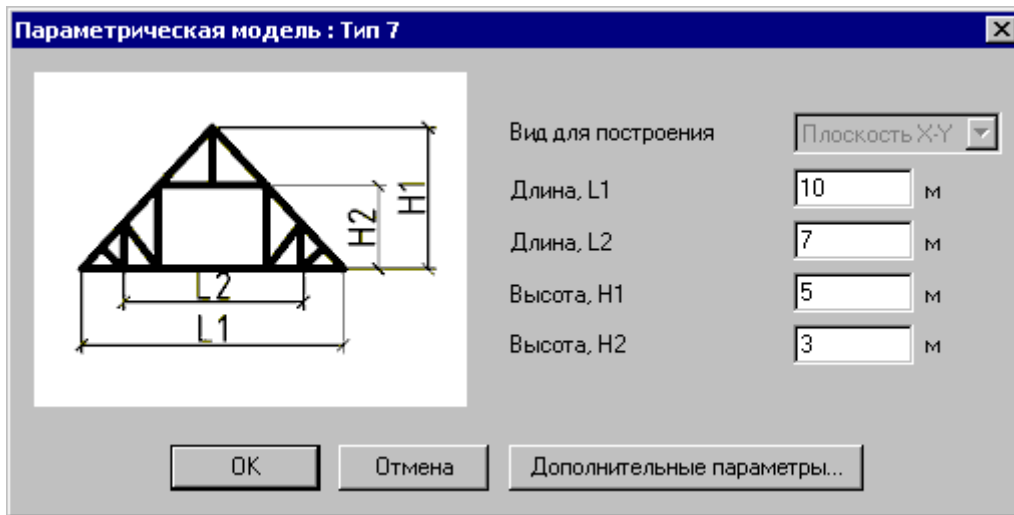 Параметрическая модель : Тип 7
H1
H2
L2
L1
Вид для построения Плоскость X-Y
Длина, L1 10 м
Длина, L2 7 м
Высота, H1 5 м
Высота, H2 3 м
OK Отмена Дополнительные параметры...